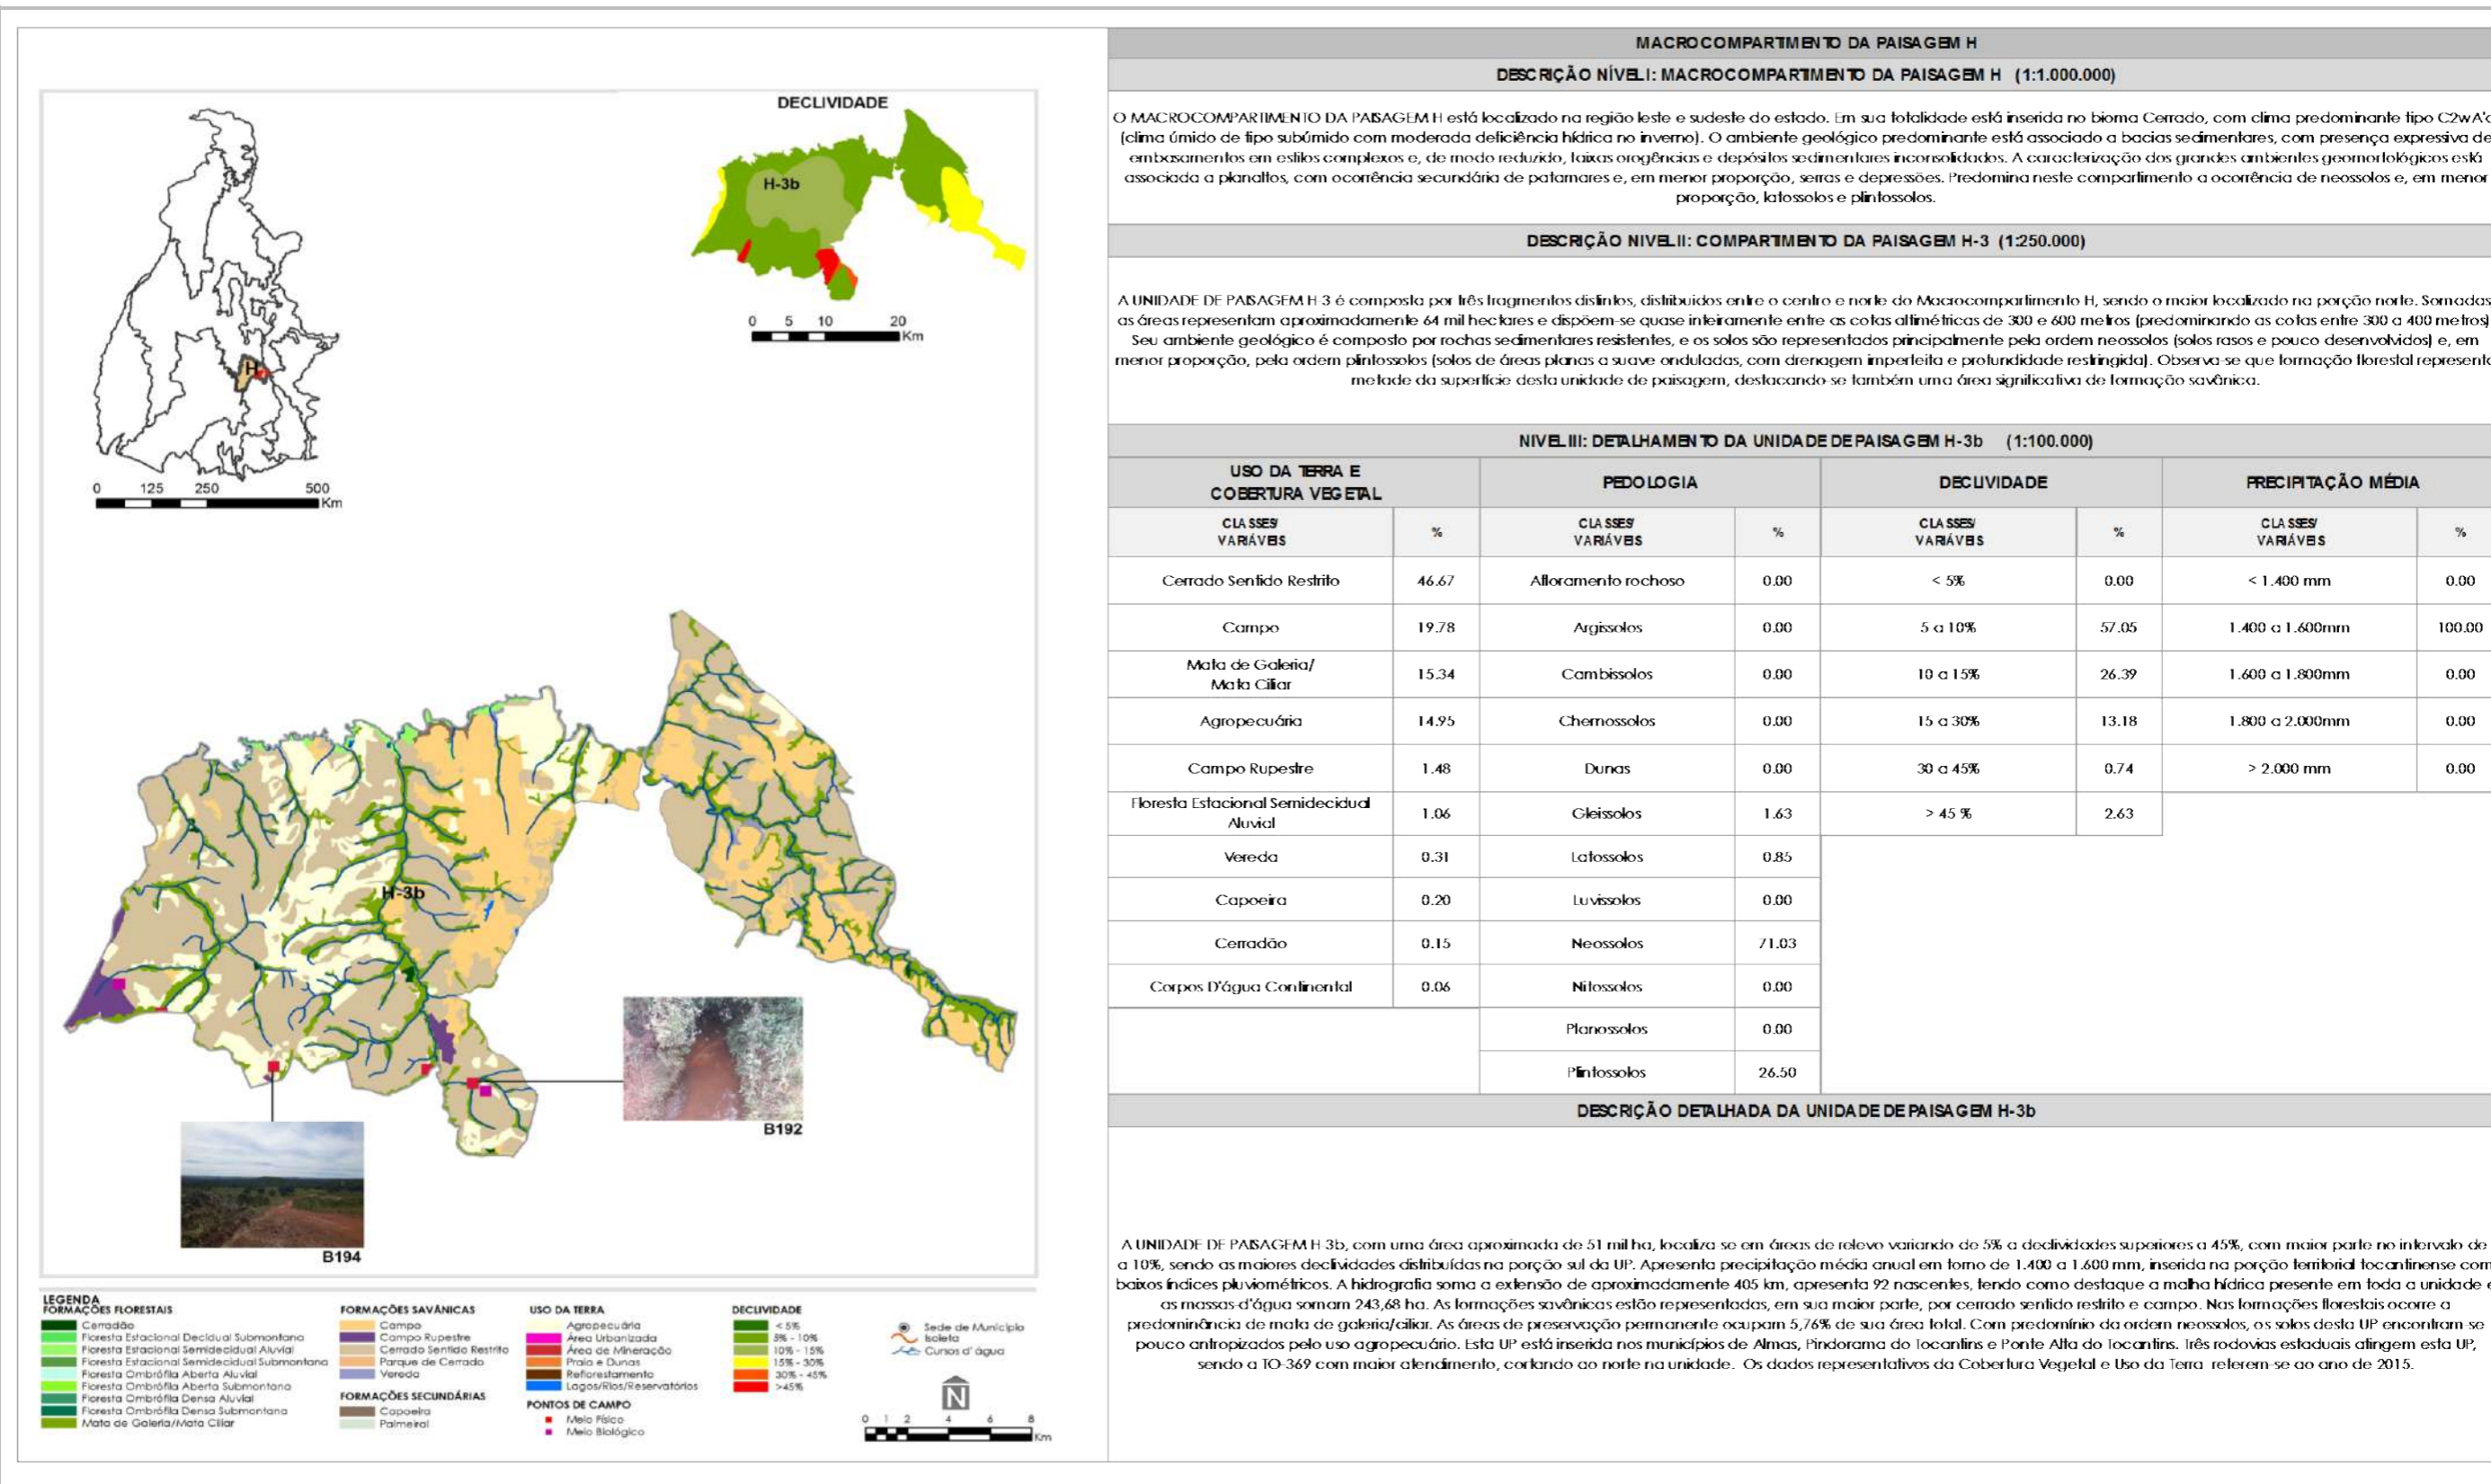 DECLIVIDADE
H-3b
0 5 10 20
Km
H
0 125 250 500
Km
H-3b
B192
B194
LEGENDA
FORMAÇÕES FLORESTAIS
Cerradão
Floresta Estacional Decidual Submontana
Floresta Estacional Semidecidual Aluvial
Floresta Estacional Semidecidual Submontana
Floresta Ombrófila Aberta Aluvial
Floresta Ombrófila Aberta Submontana
Floresta Ombrófila Densa Aluvial
Floresta Ombrófila Densa Submontana
Mata de Galeria/Mata Ciliar
FORMAÇÕES SAVÂNICAS
Campo
Campo Rupestre
Cerrado Sentido Restrito
Parque de Cerrado
Vereda
FORMAÇÕES SECUNDÁRIAS
Capoeira
Palmeiral
USO DA TERRA
Agropecuária
Área Urbanizada
Área de Mineração
Praia e Dunas
Reflorestamento
Lagos/Rios/Reservatórios
PONTOS DE CAMPO
Meio Físico
Meio Biológico
DECLIVIDADE
< 5%
5% - 10%
10% - 15%
15% - 30%
30% - 45%
>45%
Sede de Município
Isoieta
Cursos d' água
N
0 1 2 4 6 8
Km
MACROCOMPARTIMENTO DA PAISAGEM H
DESCRIÇÃO NÍVEL I: MACROCOMPARTIMENTO DA PAISAGEM H (1:1.000.000)
O MACROCOMPARTIMENTO DA PAISAGEM H está localizado na região leste e sudeste do estado. Em sua totalidade está inserida no bioma Cerrado, com clima predominante tipo C2wA'c
(clima úmido de tipo subúmido com moderada deficiência hídrica no inverno). O ambiente geológico predominante está associado a bacias sedimentares, com presença expressiva de
embasamentos em estilos complexos e, de modo reduzido, faixas orogências e depósitos sedimentares inconsolidados. A caracterização dos grandes ambientes geomorfológicos está
associada a planaltos, com ocorrência secundária de patamares e, em menor proporção, serras e depressões. Predomina neste compartimento a ocorrência de neossolos e, em menor
proporção, latossolos e plintossolos.
DESCRIÇÃO NIVEL II: COMPARTIMENTO DA PAISAGEM H-3 (1:250.000)
A UNIDADE DE PAISAGEM H-3 é composta por três fragmentos distintos, distribuidos entre o centro e norte do Macrocompartimento H, sendo o maior localizado na porção norte. Somadas
as áreas representam aproximadamente 64 mil hectares e dispõem-se quase inteiramente entre as cotas altimétricas de 300 e 600 metros (predominando as cotas entre 300 a 400 metros)
Seu ambiente geológico é composto por rochas sedimentares resistentes, e os solos são representados principalmente pela ordem neossolos (solos rasos e pouco desenvolvidos) e, em
menor proporção, pela ordem plintossolos (solos de áreas planas a suave onduladas, com drenagem imperfeita e profundidade restringida). Observa-se que formação florestal represent
metade da superfície desta unidade de paisagem, destacando-se também uma área significativa de formação savânica.
NIVEL III: DETALHAMENTO DA UNIDADE DE PAISAGEM H-3b (1:100.000)
USO DA TERRA E
COBERTURA VEGETAL PEDOLOGIA DECLIVIDADE PRECIPITAÇÃO MÉDIA
CLASSES/
VARIÁVEIS % CLASSES/
VARIÁVEIS % CLASSES/
VARIÁVEIS % CLASSES/
VARIÁVEIS %
Cerrado Sentido Restrito 46.67 Afloramento rochoso 0.00 < 5% 0.00 < 1.400 mm 0.00
Campo 19.78 Argissolos 0.00 5 a 10% 57.05 1.400 a 1.600mm 100.00
Mata de Galeria/
Mata Ciliar 15.34 Cambissolos 0.00 10 a 15% 26.39 1.600 a 1.800mm 0.00
Agropecuária 14.95 Chernossolos 0.00 15 a 30% 13.18 1.800 a 2.000mm 0.00
Campo Rupestre 1.48 Dunas 0.00 30 a 45% 0.74 > 2.000 mm 0.00
Floresta Estacional Semidecidual
Aluvial 1.06 Gleissolos 1.63 > 45 % 2.63
Vereda 0.31 Latossolos 0.85
Capoeira 0.20 Luvissolos 0.00
Cerradão 0.15 Neossolos 71.03
Corpos D'água Continental 0.06 Nitossolos 0.00
Planossolos 0.00
Plintossolos 26.50
DESCRIÇÃO DETALHADA DA UNIDADE DE PAISAGEM H-3b
A UNIDADE DE PAISAGEM H 3b, com uma área aproximada de 51 mil ha, localiza-se em áreas de relevo variando de 5% a declividades superiores a 45%, com maior parte no intervalo de
a 10%, sendo as maiores declividades distribuídas na porção sul da UP. Apresenta precipitação média anual em torno de 1.400 a 1.600 mm, inserida na porção territorial tocantinense com
baixos índices pluviométricos. A hidrografia soma a extensão de aproximadamente 405 km, apresenta 92 nascentes, tendo como destaque a malha hídrica presente em toda a unidade e
as massas-d'água somam 243,68 ha. As formações savânicas estão representadas, em sua maior parte, por cerrado sentido restrito e campo. Nas formações florestais ocorre a
predominância de mata de galeria/ciliar. As áreas de preservação permanente ocupam 5,76% de sua área total. Com predomínio da ordem neossolos, os solos desta UP encontram-se
pouco antropizados pelo uso agropecuário. Esta UP está inserida nos municípios de Almas, Pindorama do Tocantins e Ponte Alta do Tocantins. Três rodovias estaduais atingem esta UP,
sendo a TO-369 com maior atendimento, cortando ao norte na unidade. Os dados representativos da Cobertura Vegetal e Uso da Terra referem-se ao ano de 2015.